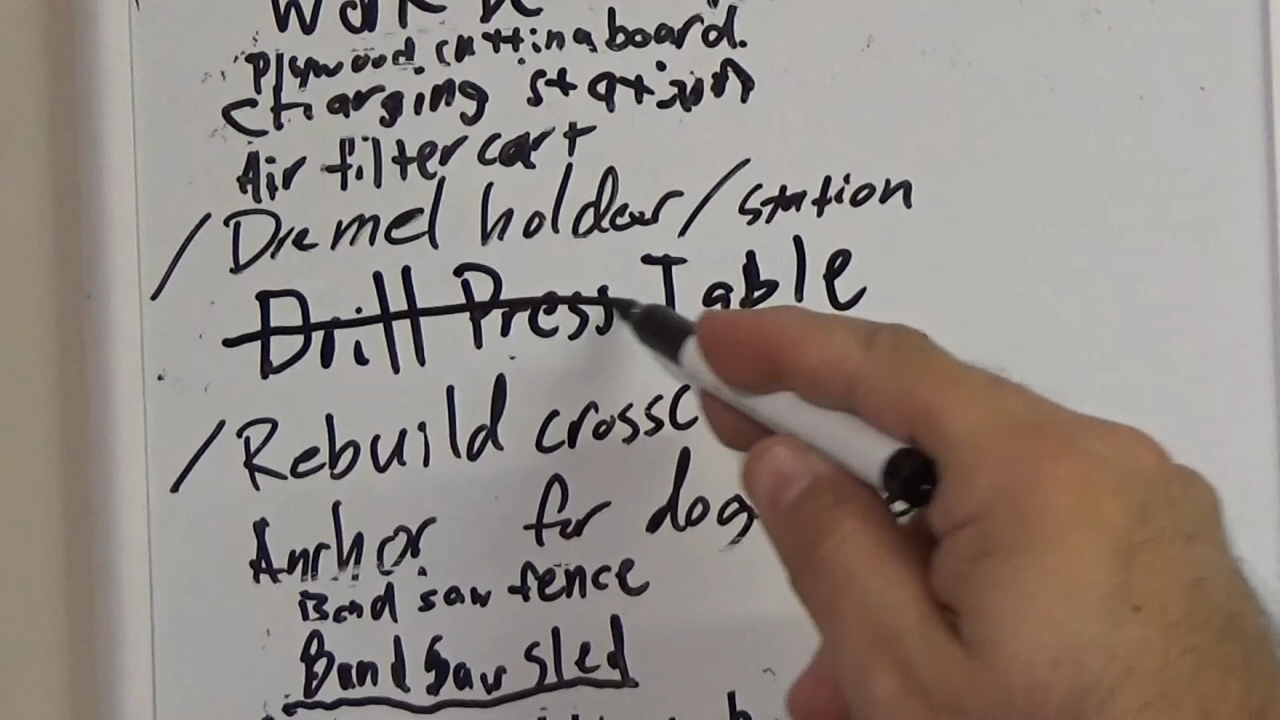 Plywood cutting board.
Charging station
Air filter cart
/Dremel holder/station
Drill Press Table
/Rebuild crossc
Anchor for dog
Band saw fence
Band Saw Sled